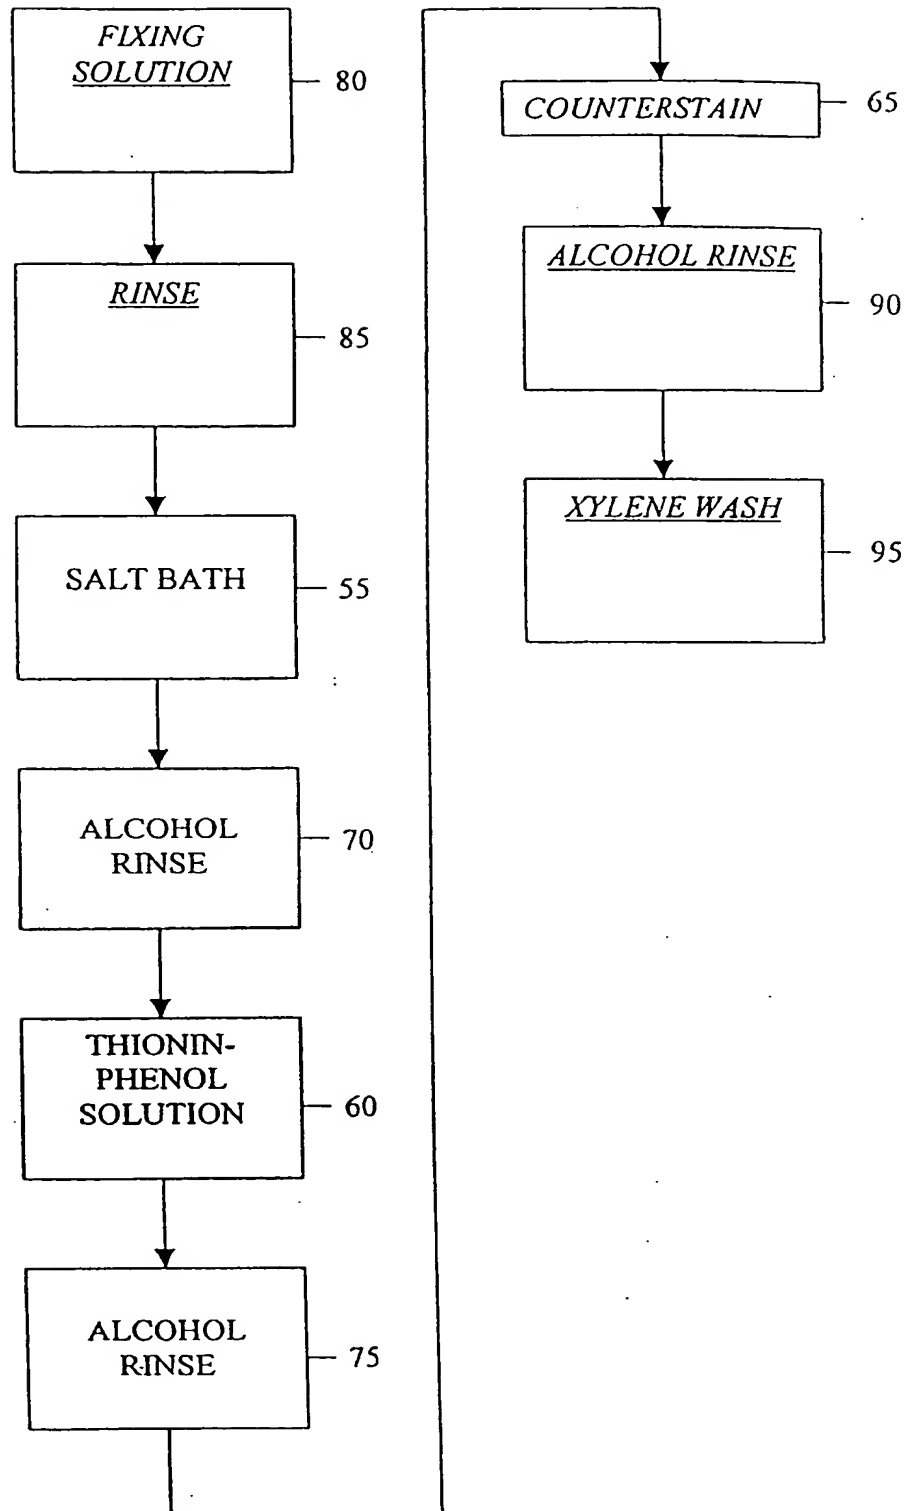 FIXING
SOLUTION
80
RINSE
85
SALT BATH
55
ALCOHOL
RINSE
70
THIONIN-
PHENOL
SOLUTION
60
ALCOHOL
RINSE
75
COUNTERSTAIN
65
ALCOHOL RINSE
90
XYLENE WASH
95